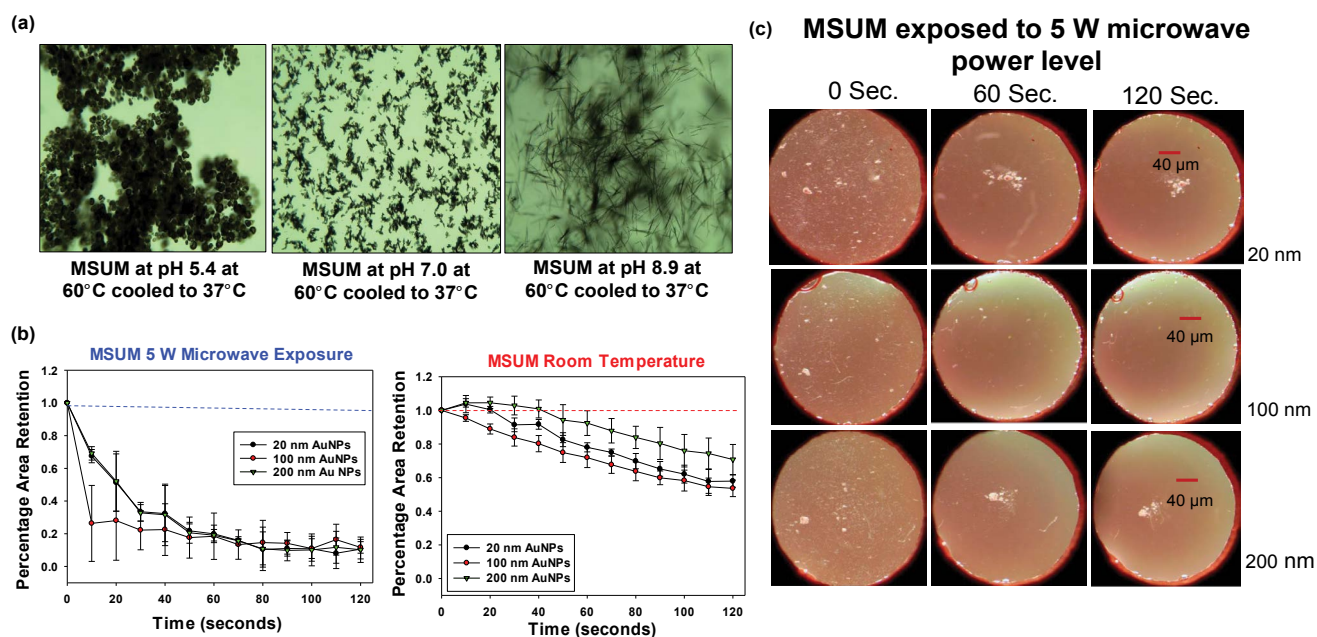 (a)
MSUM at pH 5.4 at
60°C cooled to 37°C
MSUM at pH 7.0 at
60°C cooled to 37°C
MSUM at pH 8.9 at
60°C cooled to 37°C
(b)
MSUM 5 W Microwave Exposure
Percentage Area Retention
1.2
1.0
0.8
0.6
0.4
0.2
0.0
20 nm AuNPs
100 nm AuNPs
200 nm Au NPs
0 20 40 60 80 100 120
Time (seconds)
MSUM Room Temperature
Percentage Area Retention
1.2
1.0
0.8
0.6
0.4
0.2
0.0
20 nm AuNPs
100 nm AuNPs
200 nm AuNPs
0 20 40 60 80 100 120
Time (seconds)
(c)
MSUM exposed to 5 W microwave
power level
0 Sec. 60 Sec. 120 Sec.
40 µm
20 nm
40 µm
100 nm
40 µm
200 nm